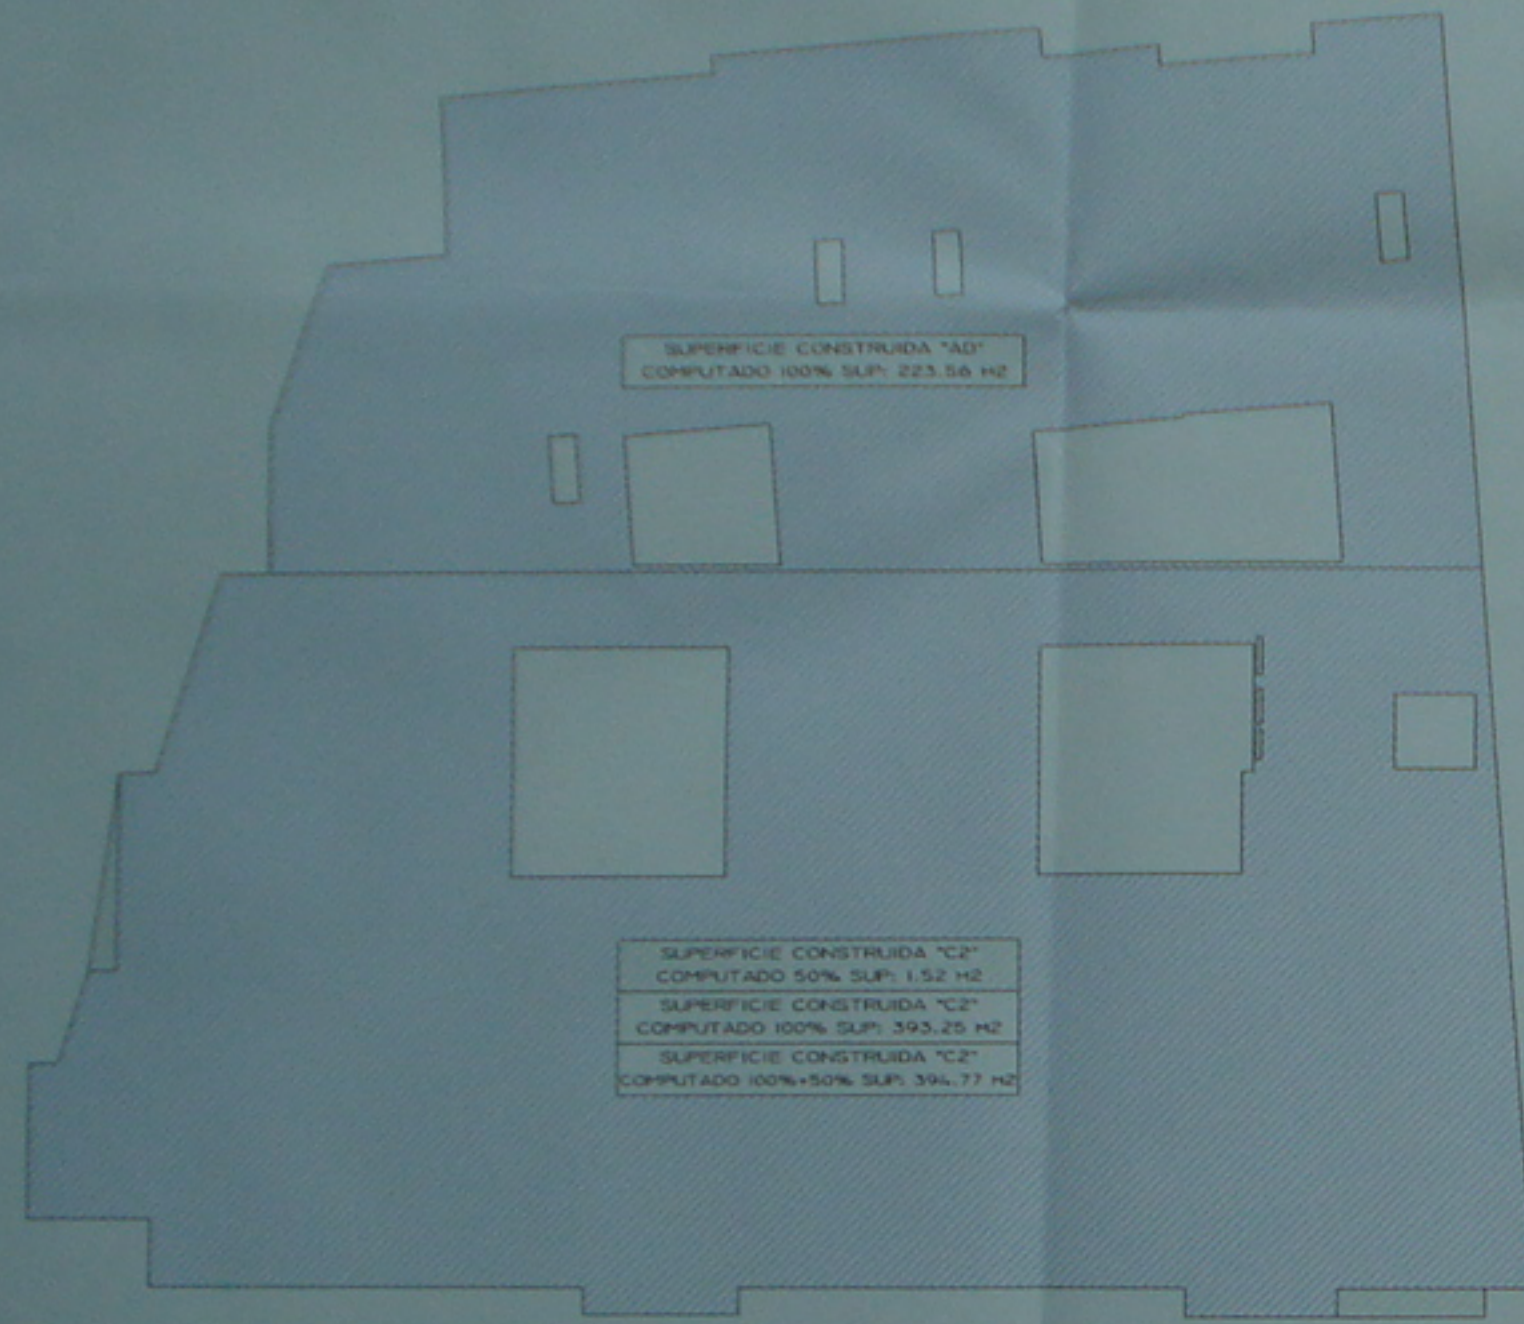 SUPERFICIE CONSTRUIDA "AD"
COMPUTADO 100% SUP: 223.56 M2
SUPERFICIE CONSTRUIDA "C2"
COMPUTADO 50% SUP: 1.52 M2
SUPERFICIE CONSTRUIDA "C2"
COMPUTADO 100% SUP: 393.25 M2
SUPERFICIE CONSTRUIDA "C2"
COMPUTADO 100%+50% SUP: 394.77 M2